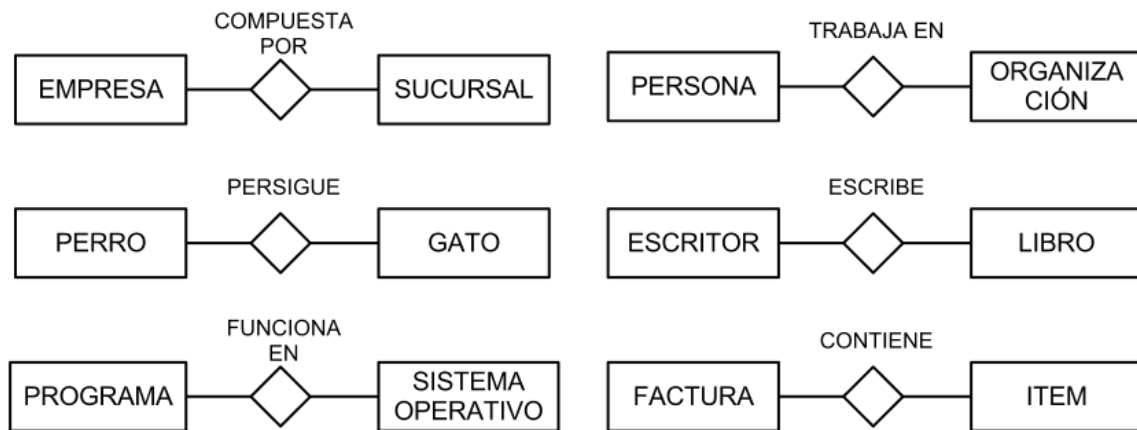 COMPUESTA
POR
EMPRESA
SUCURSAL
TRABAJA EN
PERSONA
ORGANIZA
CIÓN
PERSIGUE
PERRO
GATO
ESCRIBE
ESCRITOR
LIBRO
FUNCIONA
EN
PROGRAMA
SISTEMA
OPERATIVO
CONTIENE
FACTURA
ITEM